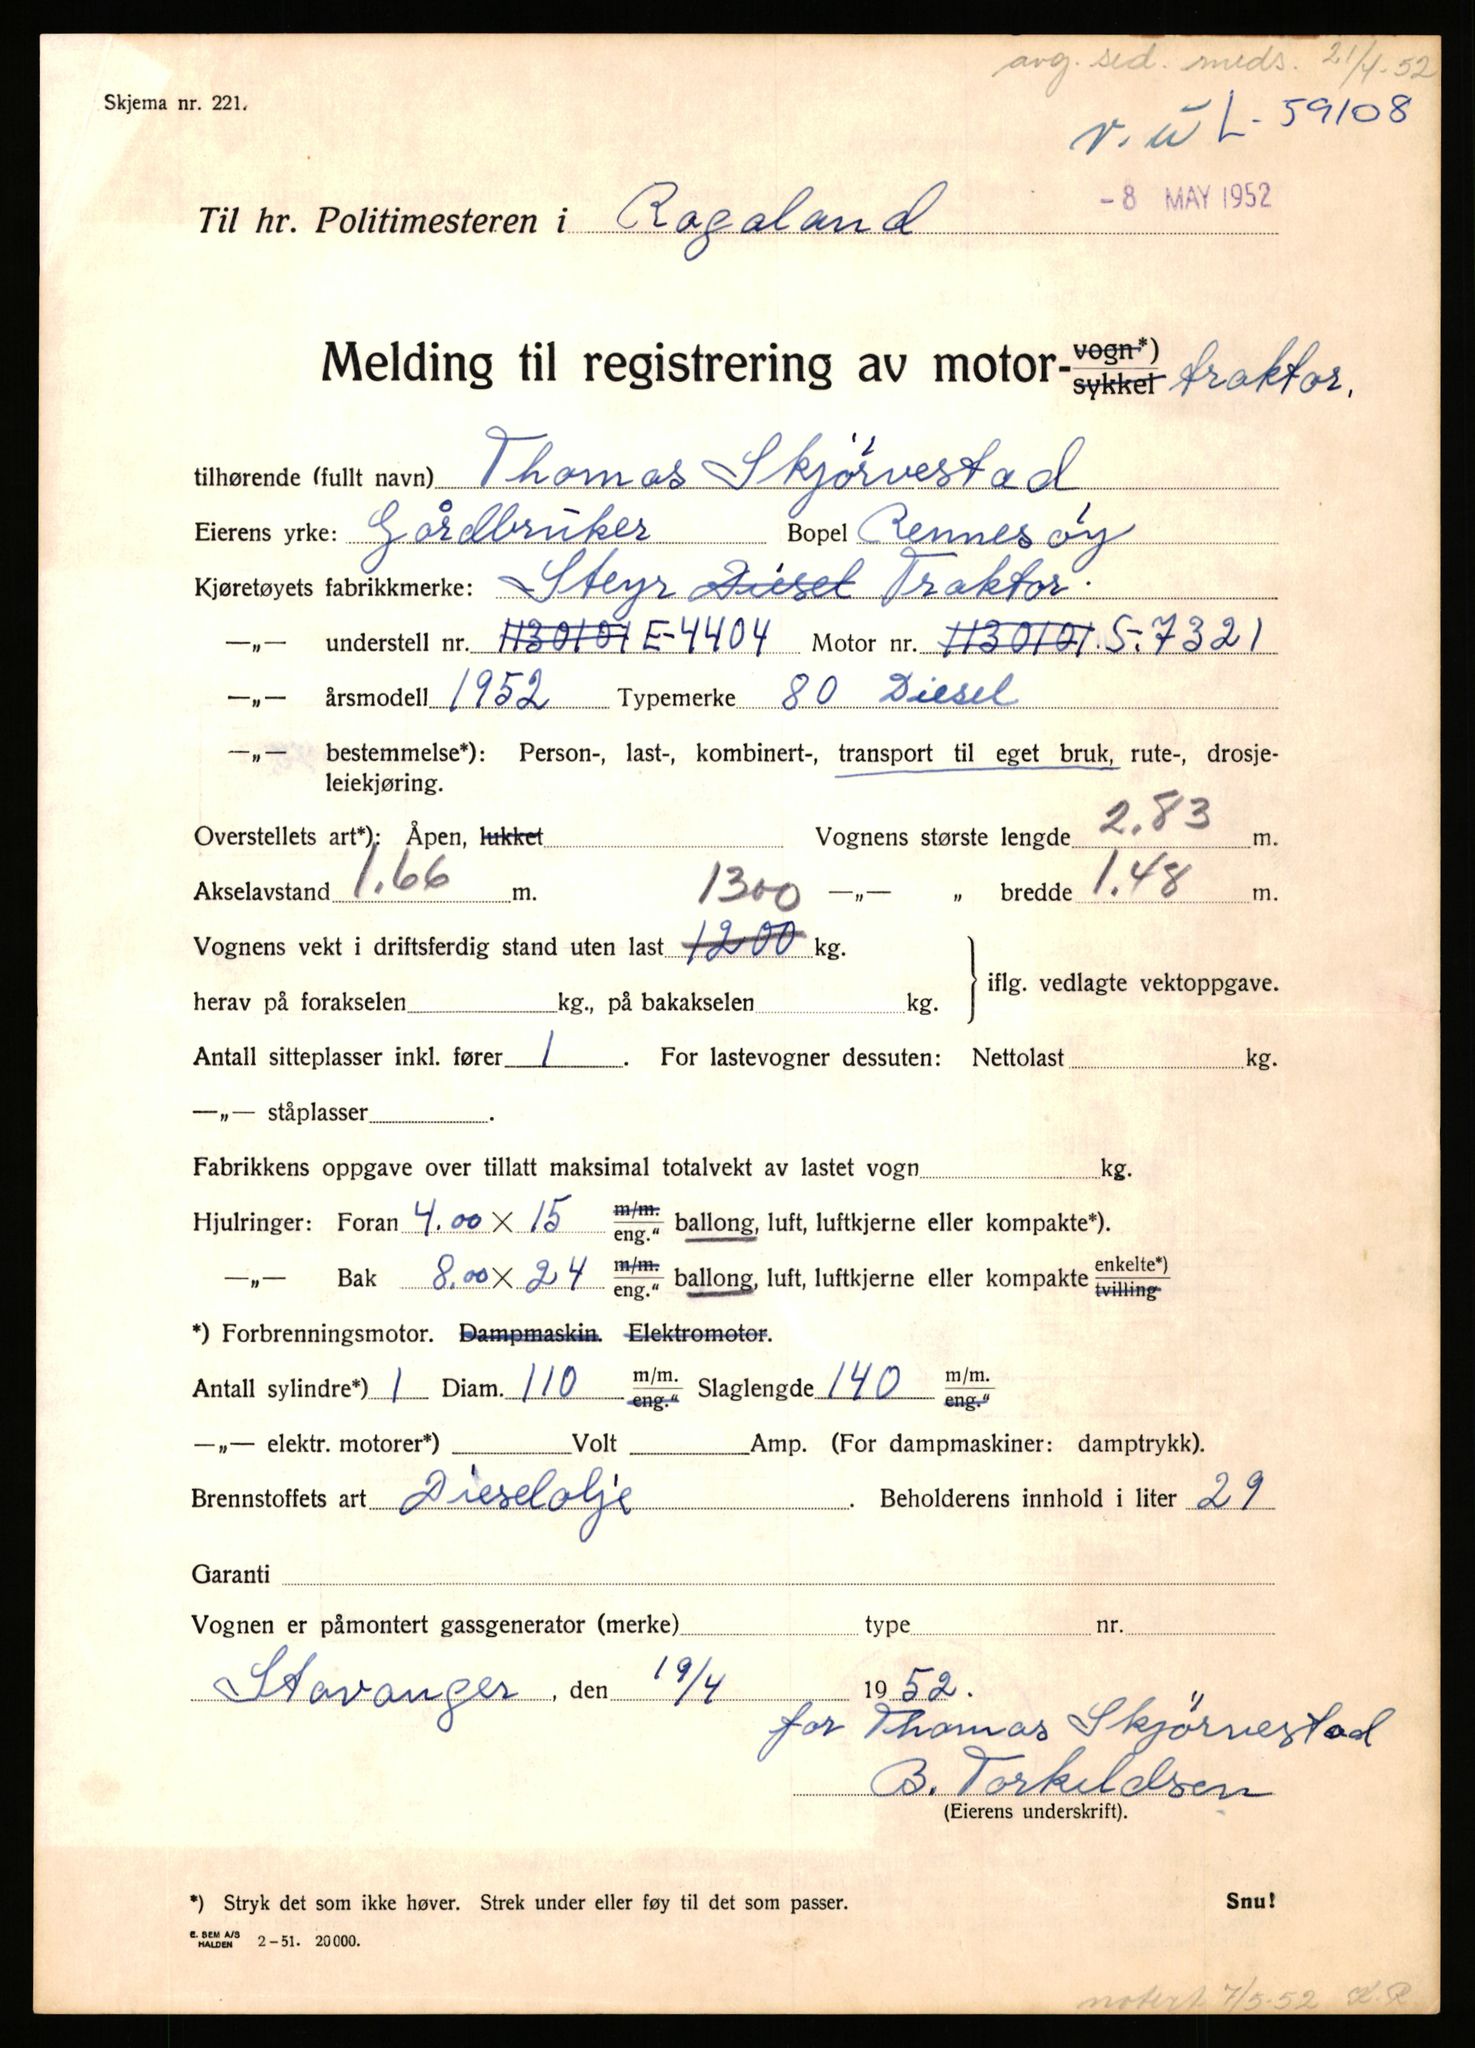 avg. sed. meds. 21/4-52
Skjema nr. 221.
v. ū L- 59108
- 8 MAY 1952
Til hr. Politimesteren i Rogaland
Melding til registrering av motor- vogn*) sykkel traktor.
tilhørende (fullt navn) Thomas Skjörvestad
Eierens yrke: Gårdbruker Bopel Rennesøy
Kjøretøyets fabrikkmerke: Steyr Diesel Traktor.
—„— understell nr. 1130101 E-4404 Motor nr. 1130101. S-7321
—„— årsmodell 1952 Typemerke 80 Diesel
—„— bestemmelse*): Person-, last-, kombinert-, transport til eget bruk, rute-, drosje-
leiekjøring.
Overstellets art*): Åpen, lukket Vognens største lengde 2.83 m.
Akselavstand 1.66 m. 1300 —„— „ bredde 1.48 m.
Vognens vekt i driftsferdig stand uten last 1200 kg.
iflg. vedlagte vektoppgave.
herav på forakselen kg., på bakakselen kg.
Antall sitteplasser inkl. fører 1. For lastevogner dessuten: Nettolast kg.
—„— ståplasser .
Fabrikkens oppgave over tillatt maksimal totalvekt av lastet vogn kg.
Hjulringer: Foran 4.00 × 15 m/m. eng." ballong, luft, luftkjerne eller kompakte*).
—„— Bak 8.00 × 24 m/m. eng." ballong, luft, luftkjerne eller kompakte enkelte*) tvilling
*) Forbrenningsmotor. Dampmaskin. Elektromotor.
Antall sylindre*) 1 Diam. 110 m/m. eng." Slaglengde 140 m/m. eng."
—„— elektr. motorer*) Volt Amp. (For dampmaskiner: damptrykk).
Brennstoffets art Dieselolje. Beholderens innhold i liter 29
Garanti
Vognen er påmontert gassgenerator (merke) type nr.
Stavanger, den 19/4 1952.
for Thomas Skjörvestad
B. Torkildsen
(Eierens underskrift).
*) Stryk det som ikke høver. Strek under eller føy til det som passer. Snu!
E. SEM A/S
HALDEN 2-51. 20000.
notert 7/5-52 K.R.